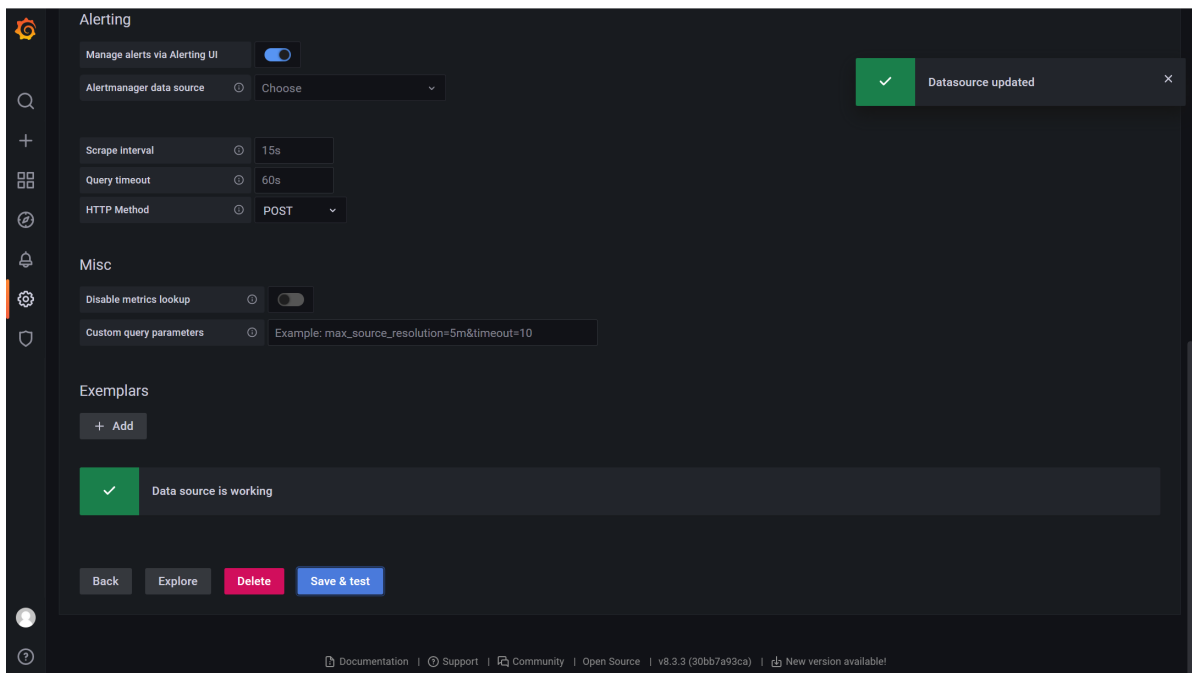 Alerting
Manage alerts via Alerting UI
Datasource updated
Alertmanager data source Choose
Scrape interval 15s
Query timeout 60s
HTTP Method POST
Misc
Disable metrics lookup
Custom query parameters Example: max_source_resolution=5m&timeout=10
Exemplars
+ Add
Data source is working
Back Explore Delete Save & test
Documentation | Support | Community | Open Source | v8.3.3 (30bb7a93ca) | New version available!